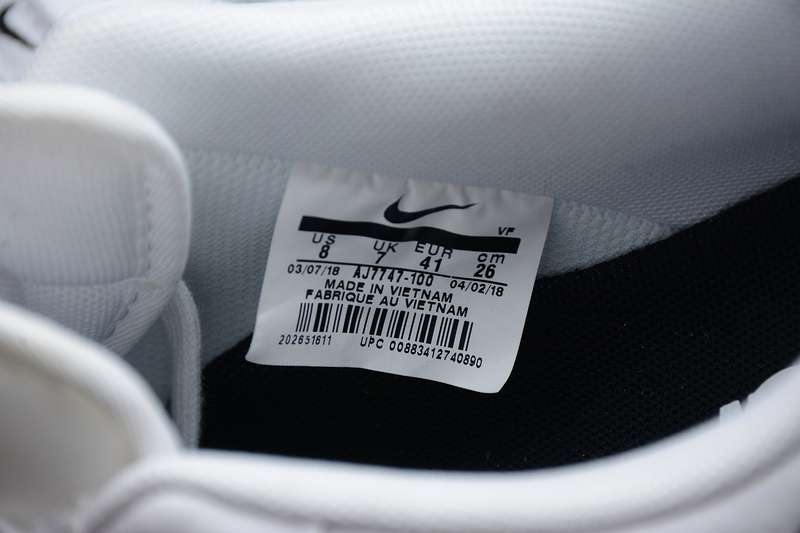 VF
US UK EUR cm
8 7 41 26
03/07/18 AJ7747-100 04/02/18
MADE IN VIETNAM
FABRIQUE AU VIETNAM
202651611 UPC 00883412740890